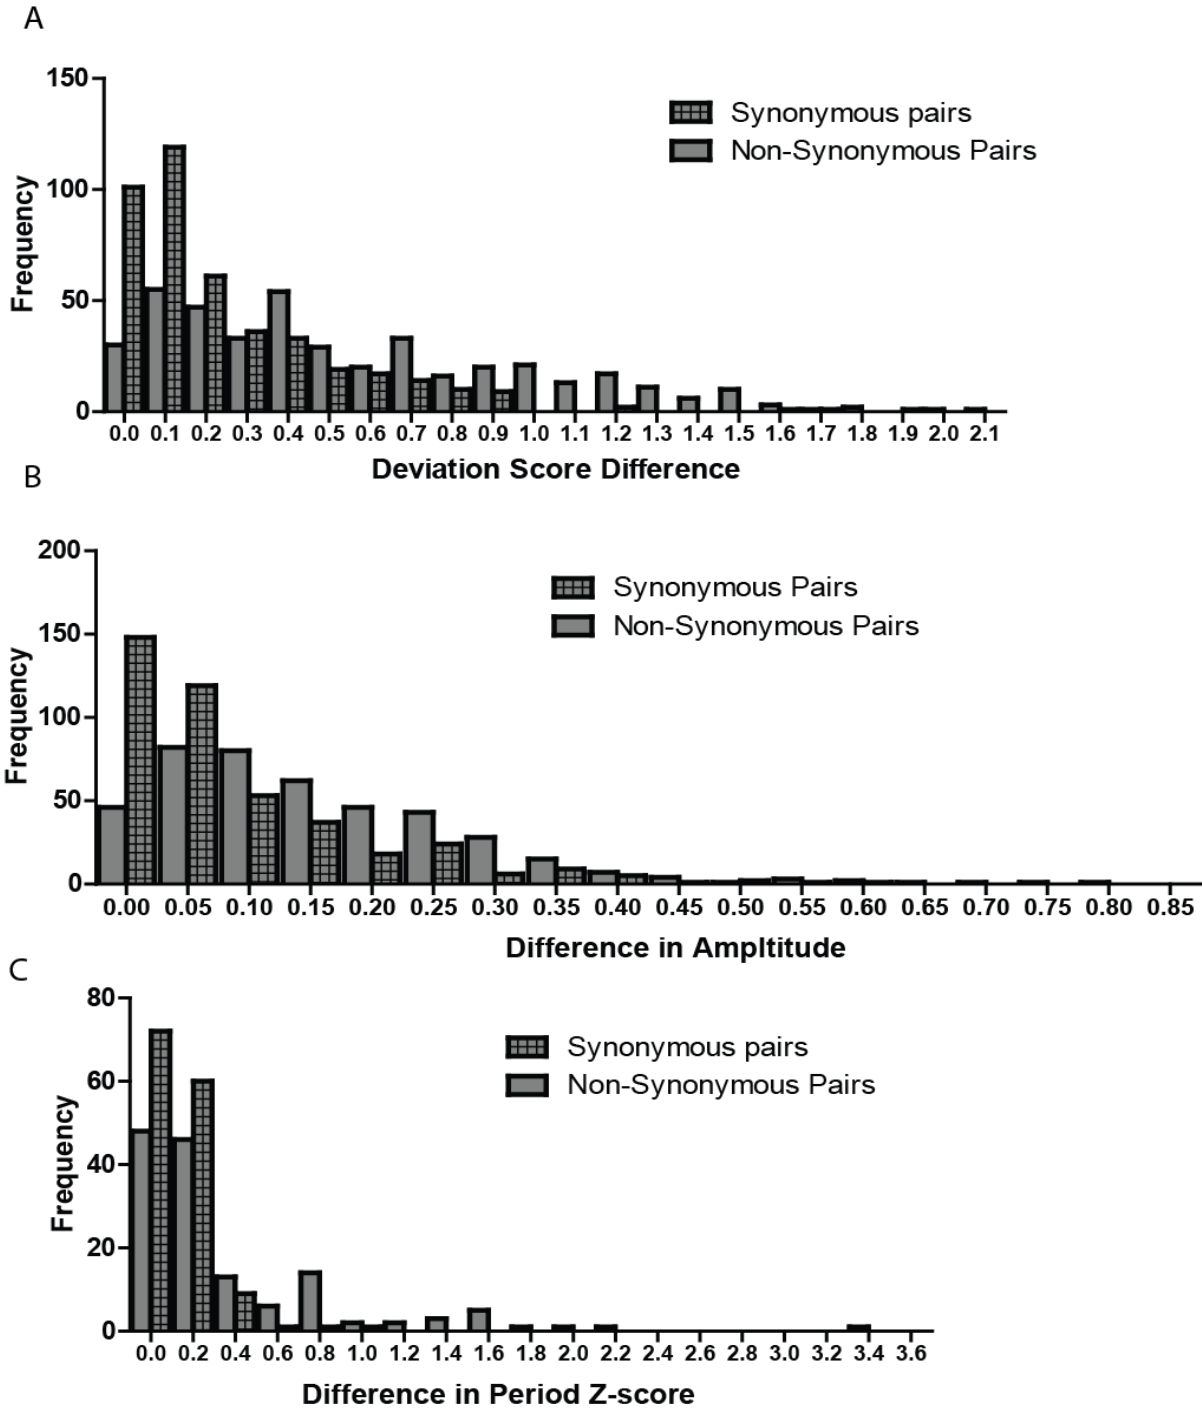 A
150
100
50
0
Frequency
Synonymous pairs
Non-Synonymous Pairs
0.0 0.1 0.2 0.3 0.4 0.5 0.6 0.7 0.8 0.9 1.0 1.1 1.2 1.3 1.4 1.5 1.6 1.7 1.8 1.9 2.0 2.1
Deviation Score Difference
B
200
150
100
50
0
Frequency
Synonymous Pairs
Non-Synonymous Pairs
0.00 0.05 0.10 0.15 0.20 0.25 0.30 0.35 0.40 0.45 0.50 0.55 0.60 0.65 0.70 0.75 0.80 0.85
Difference in Ampltitude
C
80
60
40
20
0
Frequency
Synonymous pairs
Non-Synonymous Pairs
0.0 0.2 0.4 0.6 0.8 1.0 1.2 1.4 1.6 1.8 2.0 2.2 2.4 2.6 2.8 3.0 3.2 3.4 3.6
Difference in Period Z-score